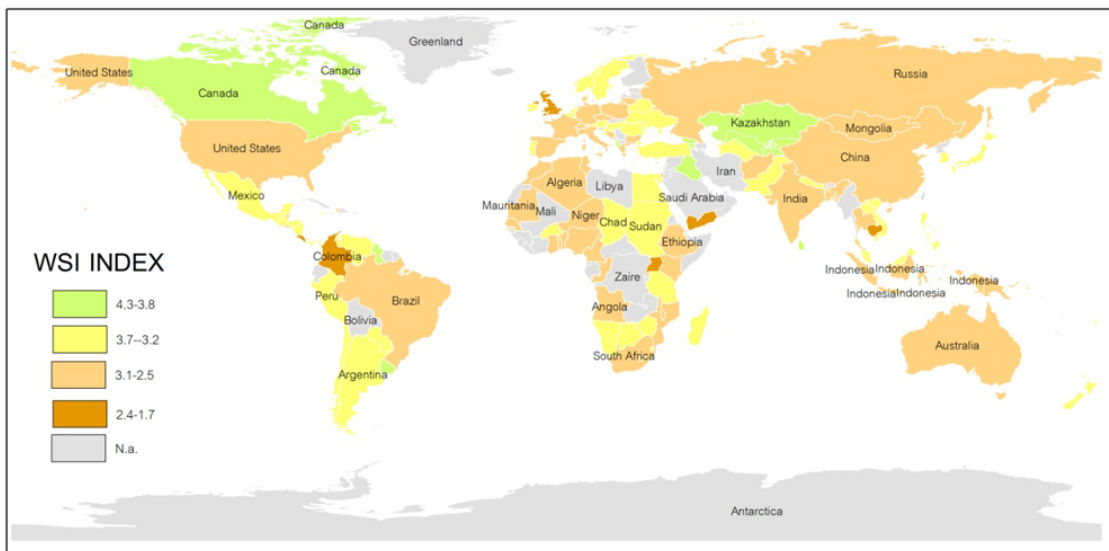 Canada
Greenland
Canada
United States
Canada
Russia
Kazakhstan
Mongolia
United States
China
Iran
Algeria
Libya
Mexico
Saudi Arabia
India
Mauritania
Mali
Niger
Chad
Sudan
Ethiopia
Colombia
WSI INDEX
4.3-3.8
3.7--3.2
3.1-2.5
2.4-1.7
N.a.
Zaire
Indonesia
Indonesia
Indonesia
Indonesia
Indonesia
Peru
Brazil
Angola
Bolivia
Australia
South Africa
Argentina
Antarctica